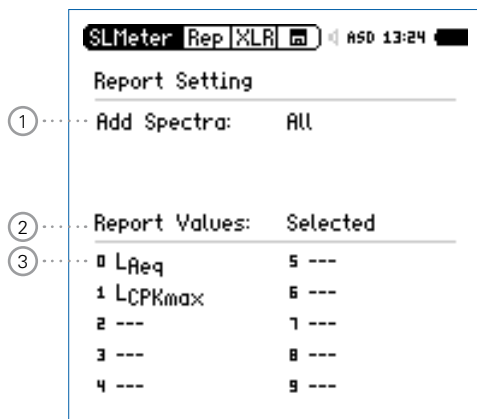 SLMeter Rep XLR ASD 13:24
Report Setting
1 Add Spectra: All
2 Report Values: Selected
3 0 LAeq 5 ---
1 LCPKmax 6 ---
2 --- 7 ---
3 --- 8 ---
4 --- 9 ---